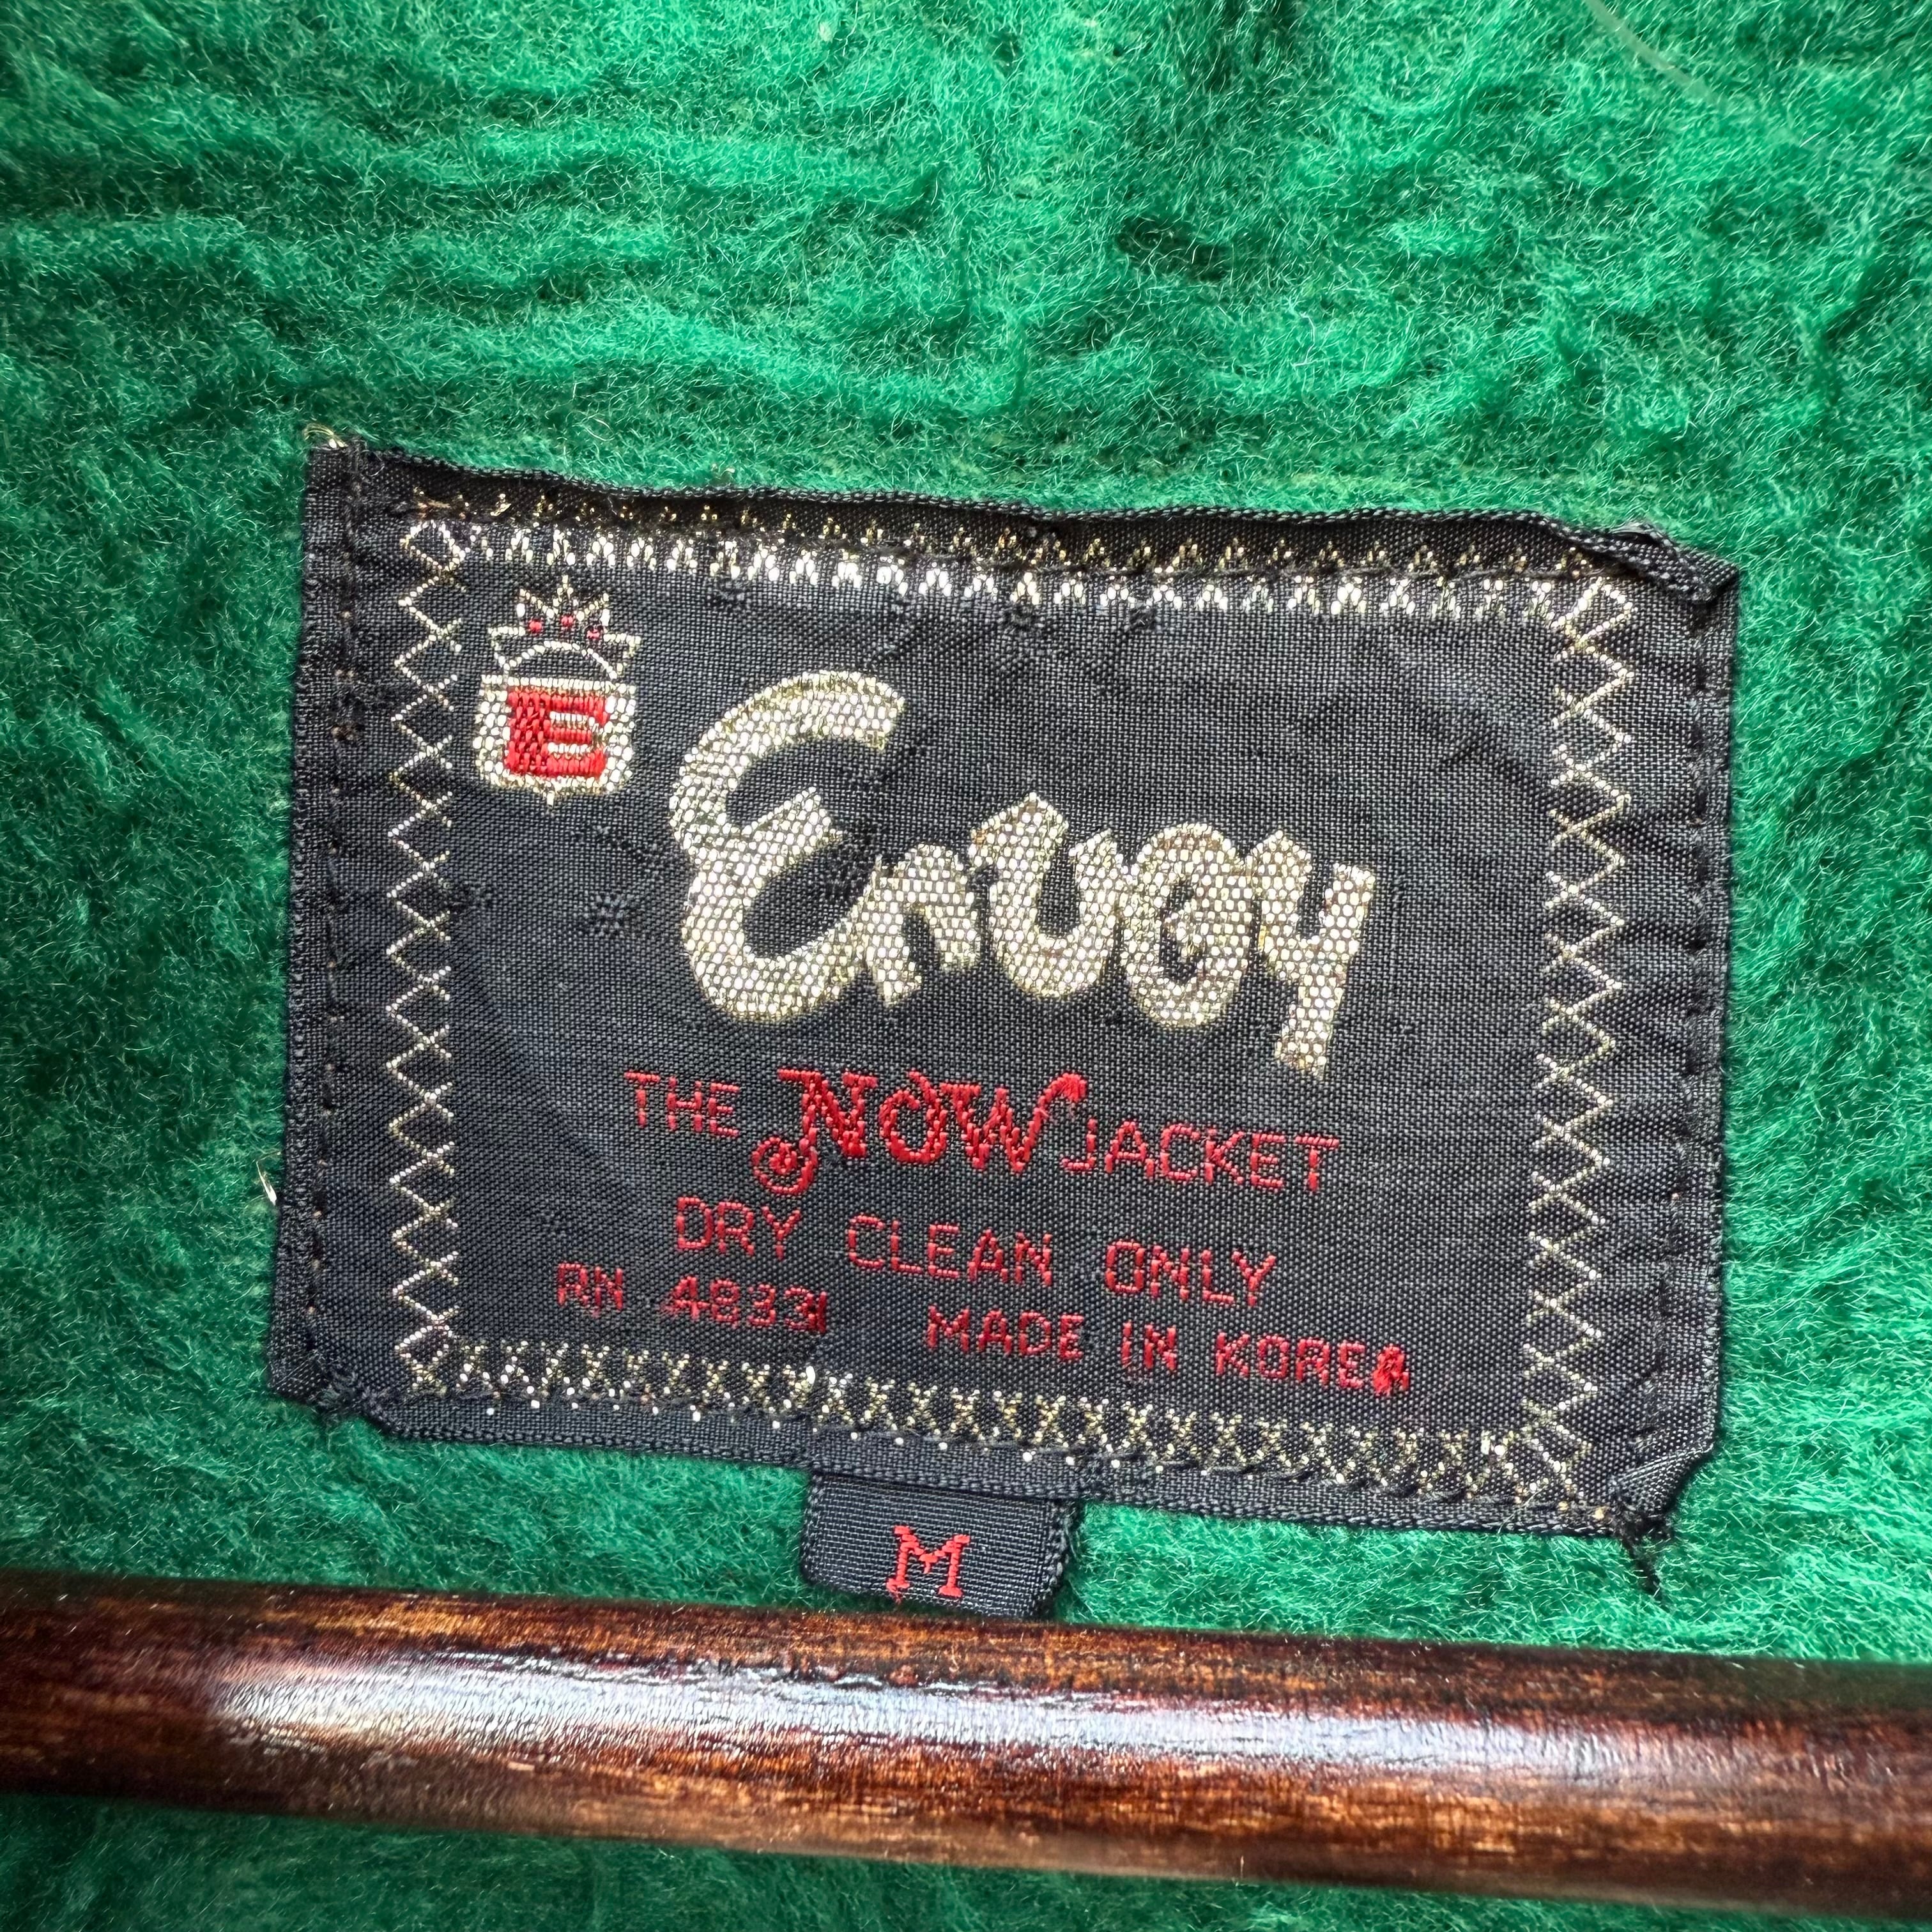 E
Envoy
THE NOW JACKET
DRY CLEAN ONLY
RN 48331 MADE IN KOREA
M